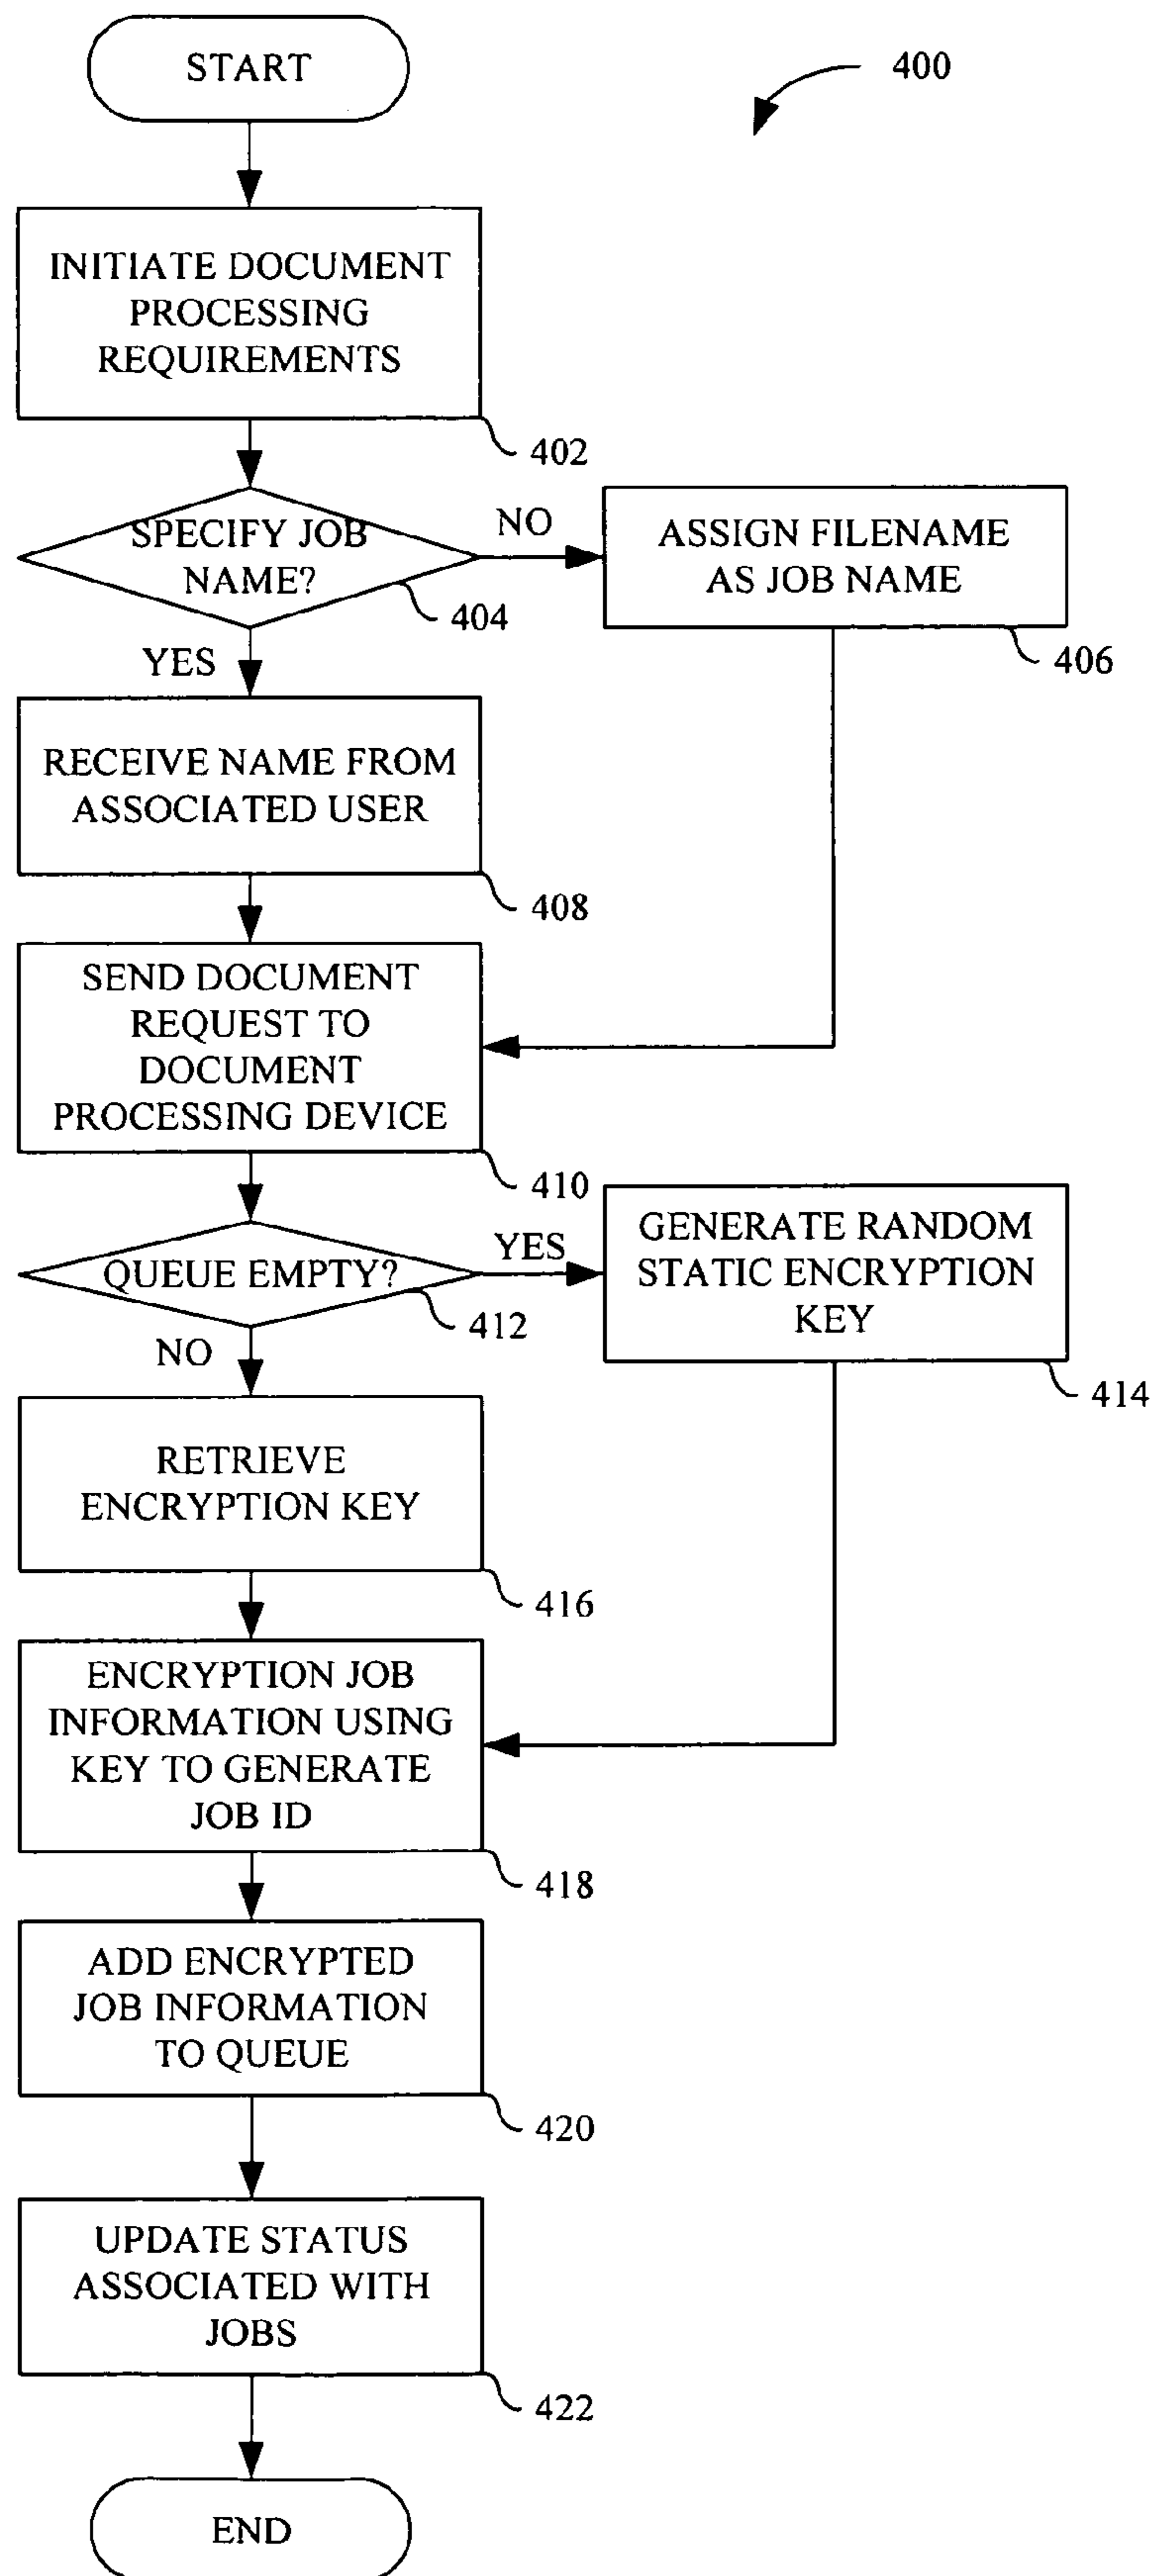 START
400
INITIATE DOCUMENT
PROCESSING
REQUIREMENTS
402
SPECIFY JOB
NAME?
404
NO
ASSIGN FILENAME
AS JOB NAME
406
YES
RECEIVE NAME FROM
ASSOCIATED USER
408
SEND DOCUMENT
REQUEST TO
DOCUMENT
PROCESSING DEVICE
410
QUEUE EMPTY?
412
YES
GENERATE RANDOM
STATIC ENCRYPTION
KEY
414
NO
RETRIEVE
ENCRYPTION KEY
416
ENCRYPTION JOB
INFORMATION USING
KEY TO GENERATE
JOB ID
418
ADD ENCRYPTED
JOB INFORMATION
TO QUEUE
420
UPDATE STATUS
ASSOCIATED WITH
JOBS
422
END